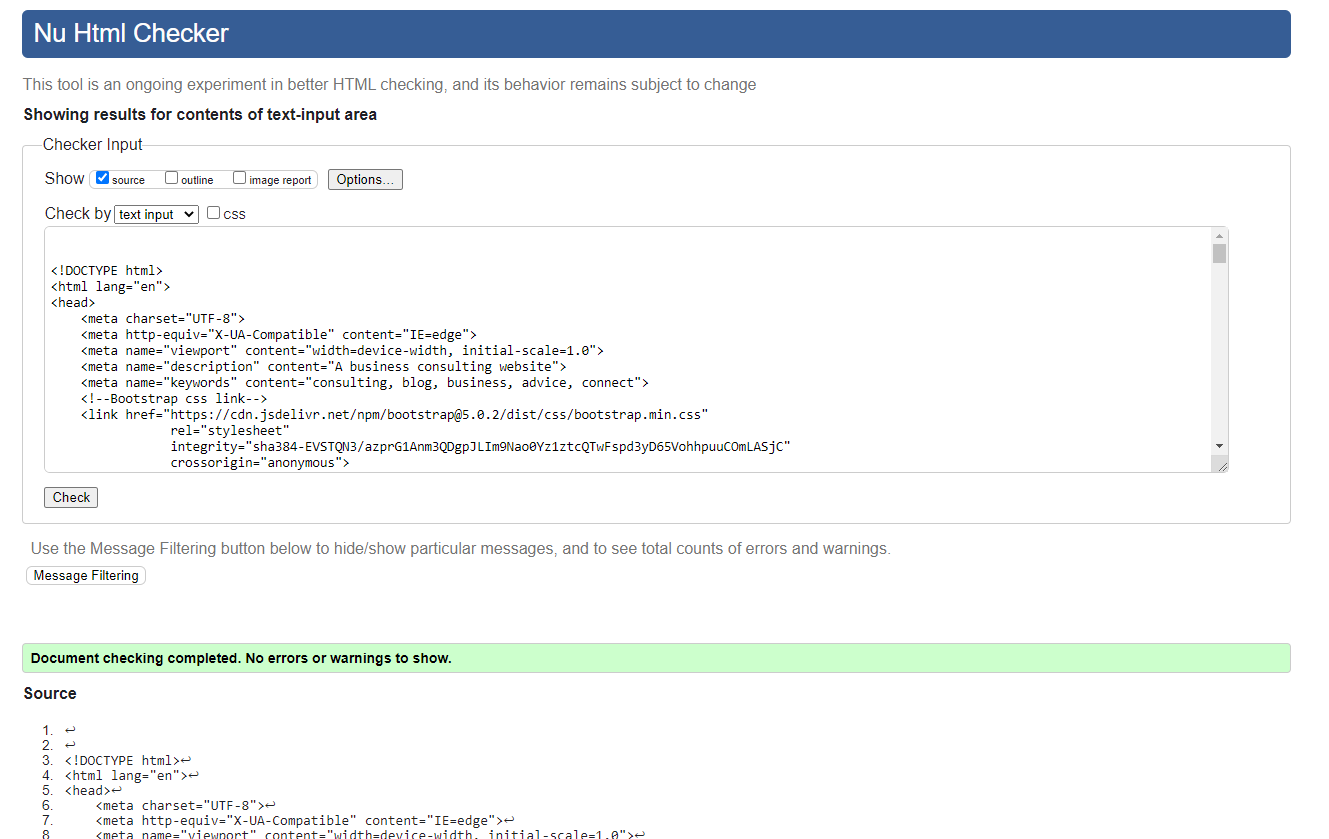 Nu Html Checker
This tool is an ongoing experiment in better HTML checking, and its behavior remains subject to change
Showing results for contents of text-input area
Checker Input
Show source outline image report Options...
Check by text input css
<!DOCTYPE html>
<html lang="en">
<head>
    <meta charset="UTF-8">
    <meta http-equiv="X-UA-Compatible" content="IE=edge">
    <meta name="viewport" content="width=device-width, initial-scale=1.0">
    <meta name="description" content="A business consulting website">
    <meta name="keywords" content="consulting, blog, business, advice, connect">
    <!--Bootstrap css link-->
    <link href="https://cdn.jsdelivr.net/npm/bootstrap@5.0.2/dist/css/bootstrap.min.css"
                rel="stylesheet"
                integrity="sha384-EVSTQN3/azprG1Anm3QDgpJLIm9Nao0Yz1ztcQTwFspd3yD65VohhpuuCOmLASjC"
                crossorigin="anonymous">
Check
Use the Message Filtering button below to hide/show particular messages, and to see total counts of errors and warnings.
Message Filtering
Document checking completed. No errors or warnings to show.
Source
1. ↩
2. ↩
3. <!DOCTYPE html>↩
4. <html lang="en">↩
5. <head>↩
6.     <meta charset="UTF-8">↩
7.     <meta http-equiv="X-UA-Compatible" content="IE=edge">↩
8.     <meta name="viewport" content="width=device-width, initial-scale=1.0">↩